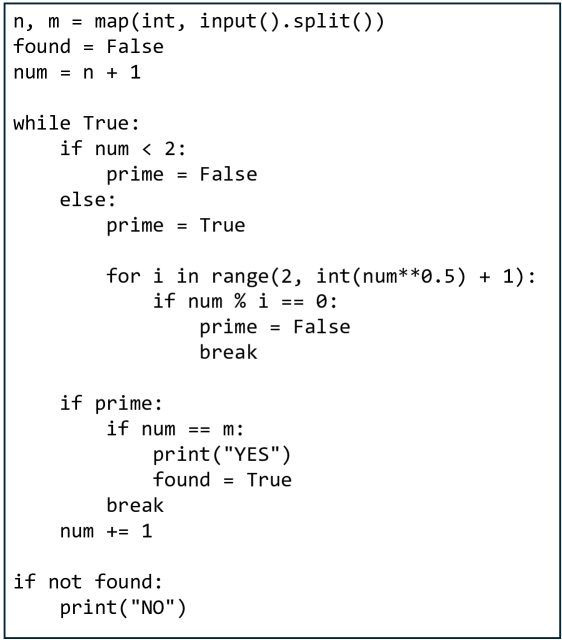 n, m = map(int, input().split())
found = False
num = n + 1

while True:
    if num < 2:
        prime = False
    else:
        prime = True

        for i in range(2, int(num**0.5) + 1):
            if num % i == 0:
                prime = False
                break

    if prime:
        if num == m:
            print("YES")
            found = True
        break
    num += 1

if not found:
    print("NO")